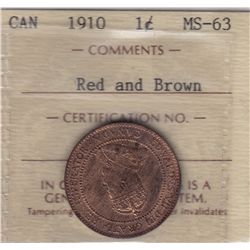 CAN 1910 1¢ MS-63
— COMMENTS —
Red and Brown
— CERTIFICATION NO. —
IN IS A
GEN TEM.
Tampering invalidates